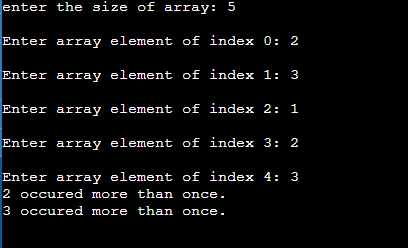 enter the size of array: 5
Enter array element of index 0: 2
Enter array element of index 1: 3
Enter array element of index 2: 1
Enter array element of index 3: 2
Enter array element of index 4: 3
2 occured more than once.
3 occured more than once.